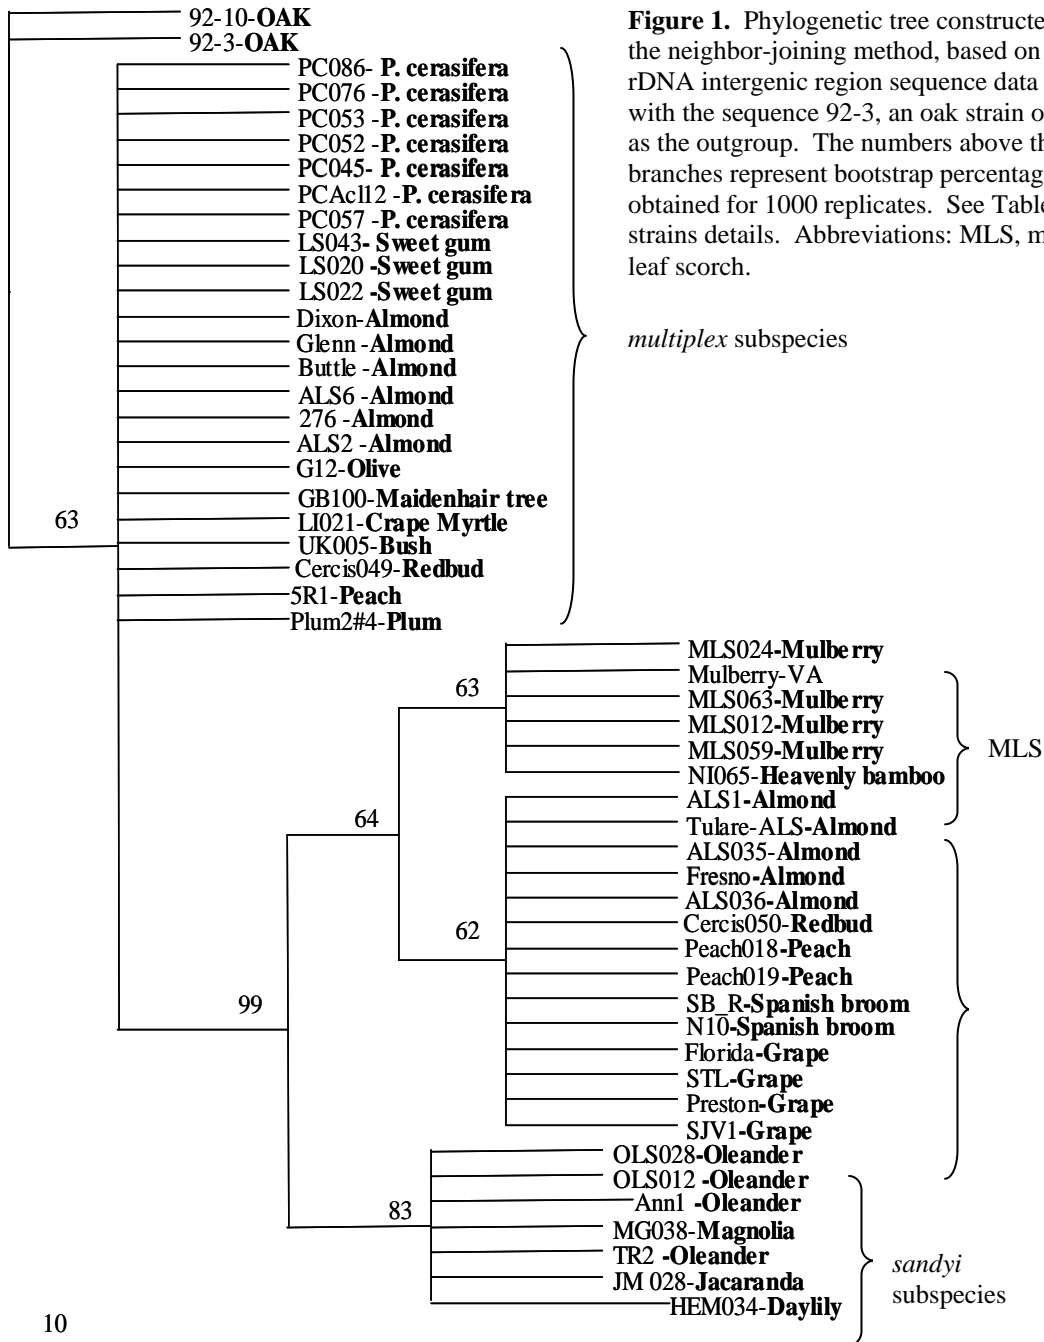 92-10-OAK
92-3-OAK
PC086- P. cerasifera
PC076 -P. cerasifera
PC053 -P. cerasifera
PC052 -P. cerasifera
PC045- P. cerasifera
PCAcl12 -P. cerasifera
PC057 -P. cerasifera
LS043- Sweet gum
LS020 -Sweet gum
LS022 -Sweet gum
Dixon-Almond
Glenn -Almond
Buttle -Almond
ALS6 -Almond
276 -Almond
ALS2 -Almond
G12-Olive
GB100-Maidenhair tree
LI021-Crape Myrtle
UK005-Bush
Cercis049-Redbud
5R1-Peach
Plum2#4-Plum
63
Figure 1. Phylogenetic tree constructe
the neighbor-joining method, based on
rDNA intergenic region sequence data
with the sequence 92-3, an oak strain o
as the outgroup. The numbers above th
branches represent bootstrap percentag
obtained for 1000 replicates. See Table
strains details. Abbreviations: MLS, m
leaf scorch.
multiplex subspecies
MLS024-Mulberry
Mulberry-VA
MLS063-Mulberry
MLS012-Mulberry
MLS059-Mulberry
NI065-Heavenly bamboo
63
MLS
ALS1-Almond
Tulare-ALS-Almond
ALS035-Almond
Fresno-Almond
ALS036-Almond
Cercis050-Redbud
Peach018-Peach
Peach019-Peach
SB_R-Spanish broom
N10-Spanish broom
Florida-Grape
STL-Grape
Preston-Grape
SJV1-Grape
64
62
99
OLS028-Oleander
OLS012 -Oleander
Ann1 -Oleander
MG038-Magnolia
TR2 -Oleander
JM 028-Jacaranda
HEM034-Daylily
83
sandyi
subspecies
10